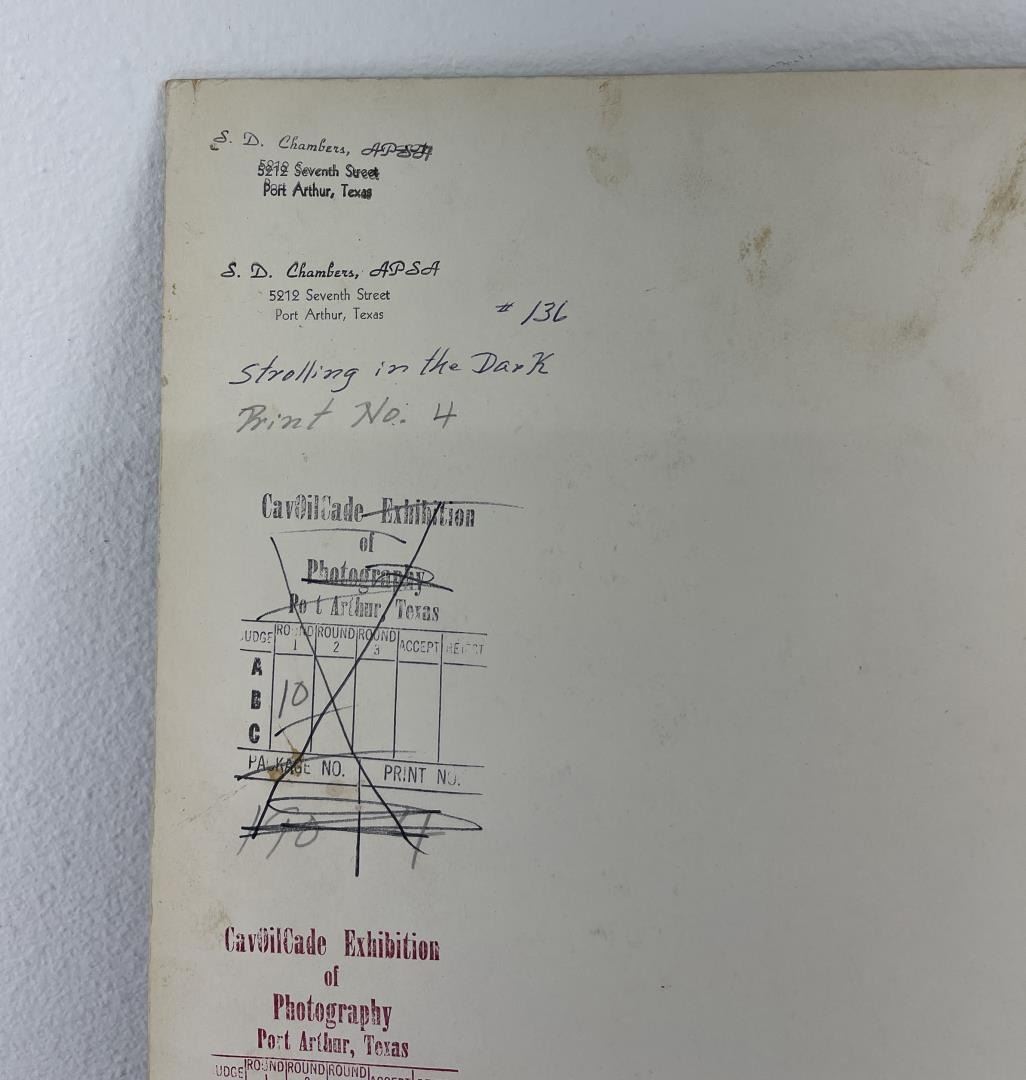 S. D. Chambers, APSA
5212 Seventh Street
Port Arthur, Texas
S. D. Chambers, APSA
5212 Seventh Street
Port Arthur, Texas
# 136
Strolling in the Dark
Print No. 4
CavOilCade Exhibition
of
Photography
Port Arthur, Texas
JUDGE ROUND 1 ROUND 2 ROUND 3 ACCEPT REJECT
A
B 10
C
PACKAGE NO. PRINT NO.
4
CavOilCade Exhibition
of
Photography
Port Arthur, Texas
JUDGE ROUND ROUND ROUND